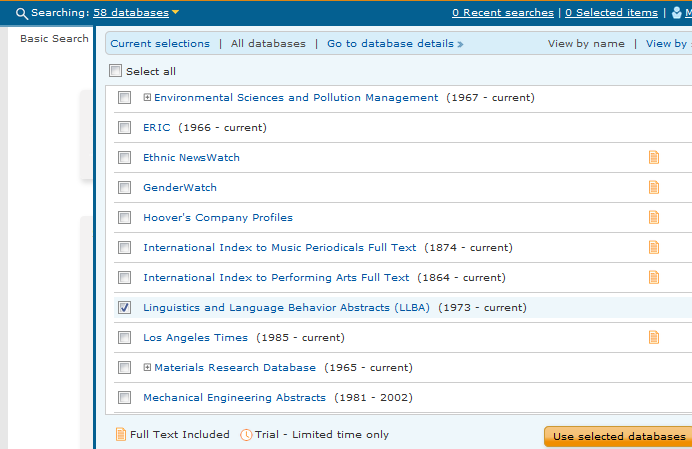 Searching: 58 databases 0 Recent searches | 0 Selected items | M
Basic Search
Current selections | All databases | Go to database details » View by name | View by
Select all
Environmental Sciences and Pollution Management (1967 - current)
ERIC (1966 - current)
Ethnic NewsWatch
GenderWatch
Hoover's Company Profiles
International Index to Music Periodicals Full Text (1874 - current)
International Index to Performing Arts Full Text (1864 - current)
Linguistics and Language Behavior Abstracts (LLBA) (1973 - current)
Los Angeles Times (1985 - current)
Materials Research Database (1965 - current)
Mechanical Engineering Abstracts (1981 - 2002)
Full Text Included Trial - Limited time only Use selected databases